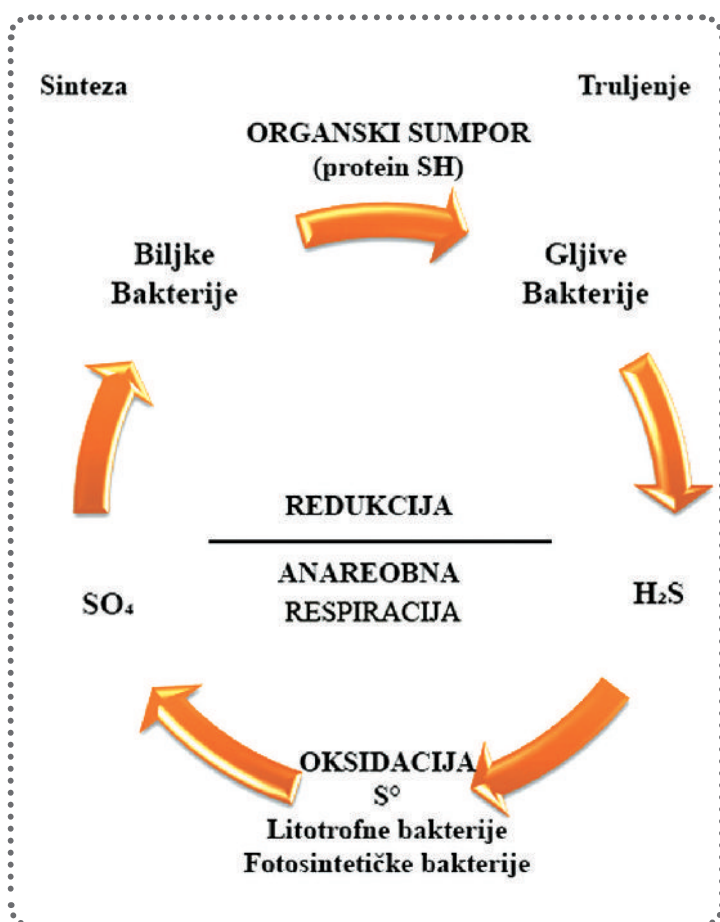 Sinteza
Truljenje
ORGANSKI SUMPOR
(protein SH)
Biljke
Bakterije
Gljive
Bakterije
REDUKCIJA
ANAREOBNA
RESPIRACIJA
SO₄
H₂S
OKSIDACIJA
S°
Litotrofne bakterije
Fotosintetičke bakterije